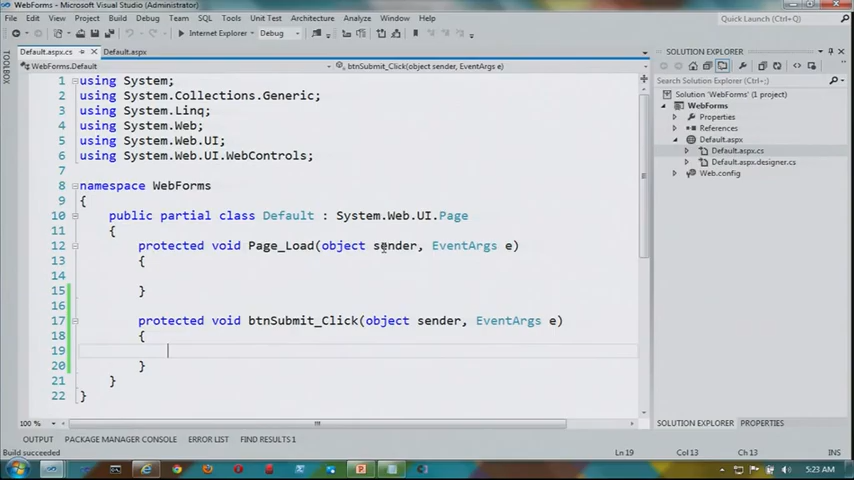 WebForms - Microsoft Visual Studio (Administrator)
File Edit View Project Build Debug Team SQL Tools Unit Test Architecture Analyze Window Help
Quick Launch (Ctrl+Q)
Internet Explorer Debug
Default.aspx.cs Default.aspx
WebForms.Default btnSubmit_Click(object sender, EventArgs e)
TOOLBOX
1 using System;
2 using System.Collections.Generic;
3 using System.Linq;
4 using System.Web;
5 using System.Web.UI;
6 using System.Web.UI.WebControls;
7
8 namespace WebForms
9 {
10 public partial class Default : System.Web.UI.Page
11 {
12 protected void Page_Load(object sender, EventArgs e)
13 {
14
15 }
16
17 protected void btnSubmit_Click(object sender, EventArgs e)
18 {
19
20 }
21 }
22 }
100 %
SOLUTION EXPLORER
Search Solution Explorer (Ctrl+;)
Solution 'WebForms' (1 project)
WebForms
Properties
References
Default.aspx
Default.aspx.cs
Default.aspx.designer.cs
Web.config
SOLUTION EXPLORER PROPERTIES
OUTPUT PACKAGE MANAGER CONSOLE ERROR LIST FIND RESULTS 1
Build succeeded Ln 19 Col 13 Ch 13 INS
5:23 AM